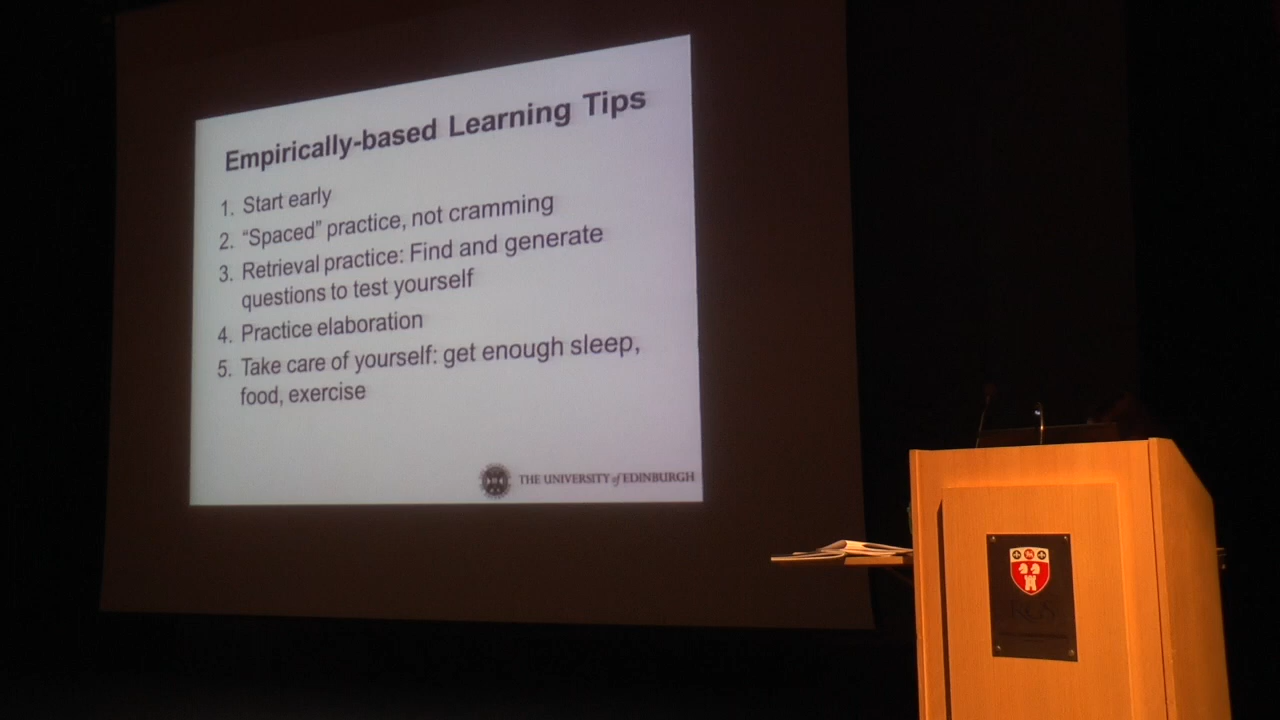 Empirically-based Learning Tips
1. Start early
2. “Spaced” practice, not cramming
3. Retrieval practice: Find and generate
questions to test yourself
4. Practice elaboration
5. Take care of yourself: get enough sleep,
food, exercise
THE UNIVERSITY of EDINBURGH
RGS